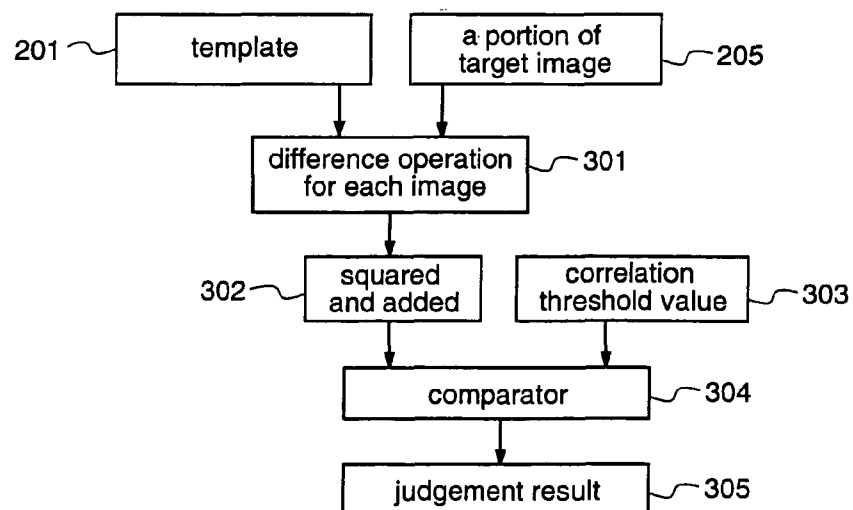 201
template
a portion of
target image
205
difference operation
for each image
301
302
squared
and added
correlation
threshold value
303
comparator
304
judgement result
305